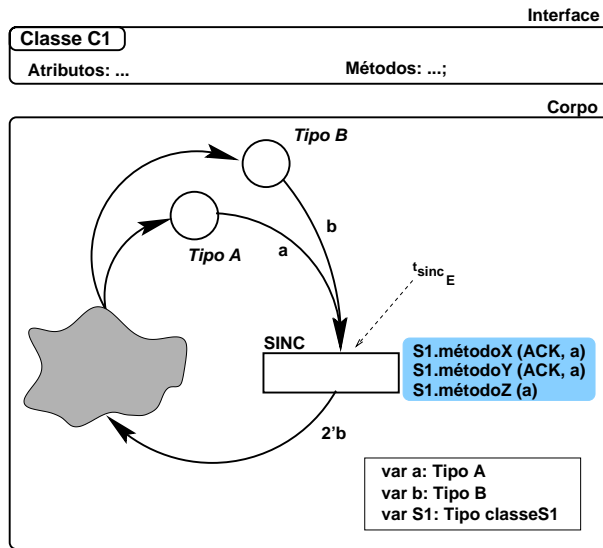 Interface
Classe C1
Atributos: ... Métodos: ...;
Corpo
Tipo B
b
Tipo A
a
tsincE
SINC
S1.métodoX (ACK, a)
S1.métodoY (ACK, a)
S1.métodoZ (a)
2'b
var a: Tipo A
var b: Tipo B
var S1: Tipo classeS1